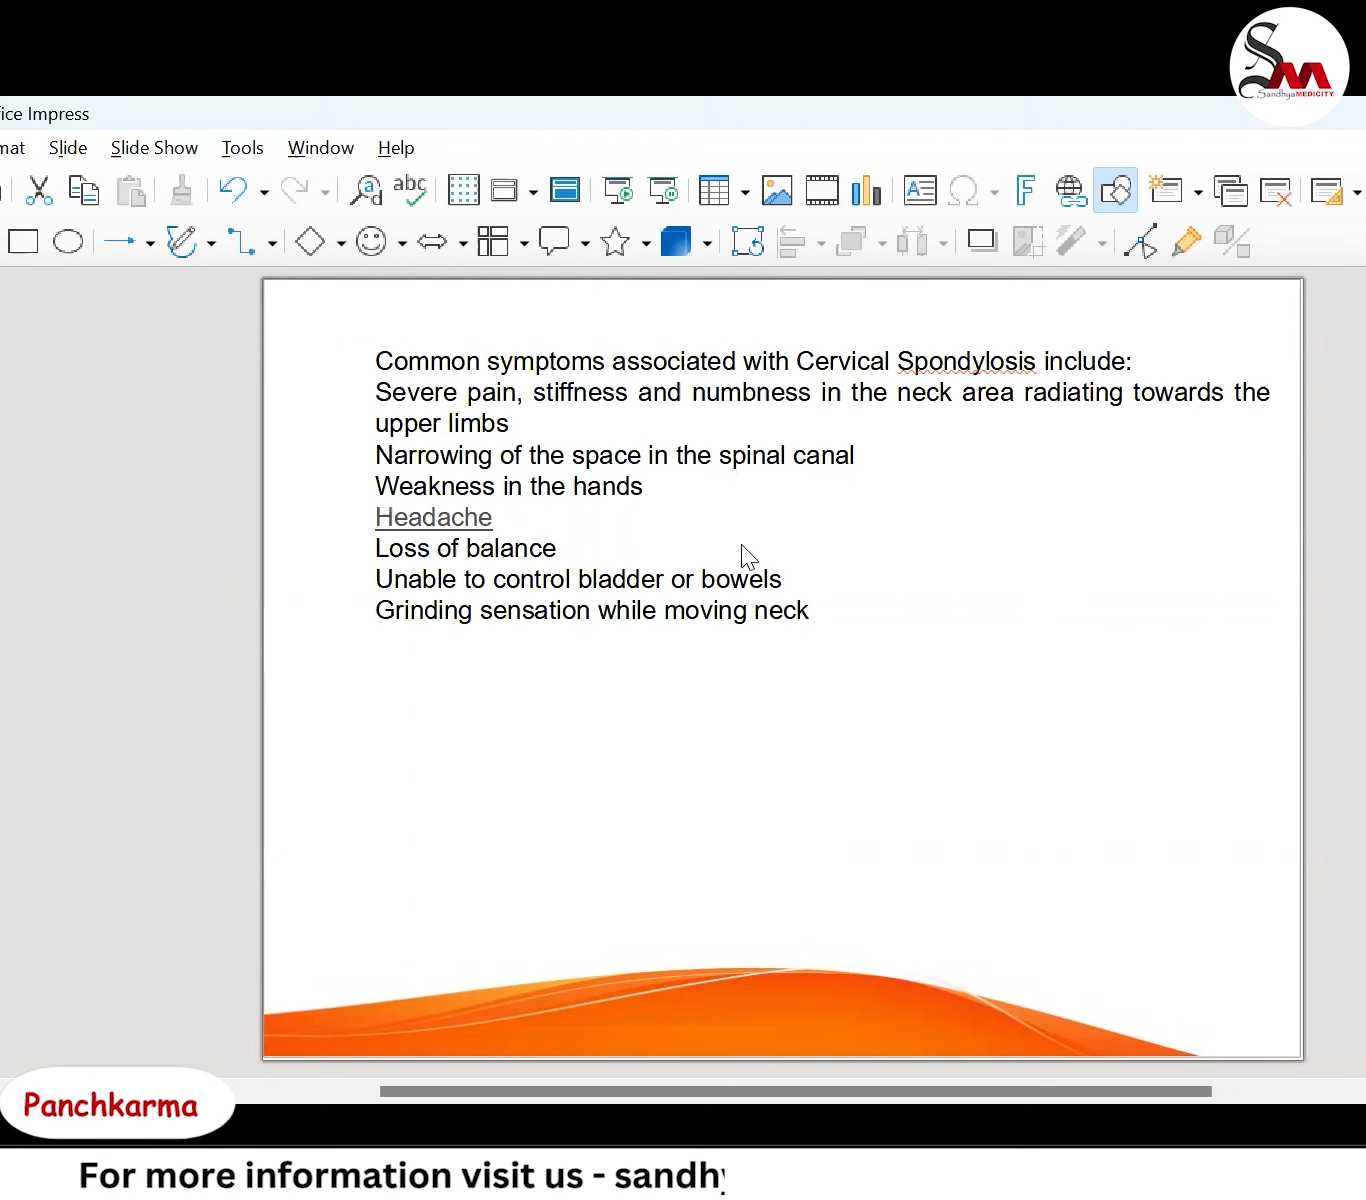 SandhyaMEDICITY
ice Impress
mat Slide Slide Show Tools Window Help
Common symptoms associated with Cervical Spondylosis include:
Severe pain, stiffness and numbness in the neck area radiating towards the
upper limbs
Narrowing of the space in the spinal canal
Weakness in the hands
Headache
Loss of balance
Unable to control bladder or bowels
Grinding sensation while moving neck
Panchkarma
For more information visit us - sandhy